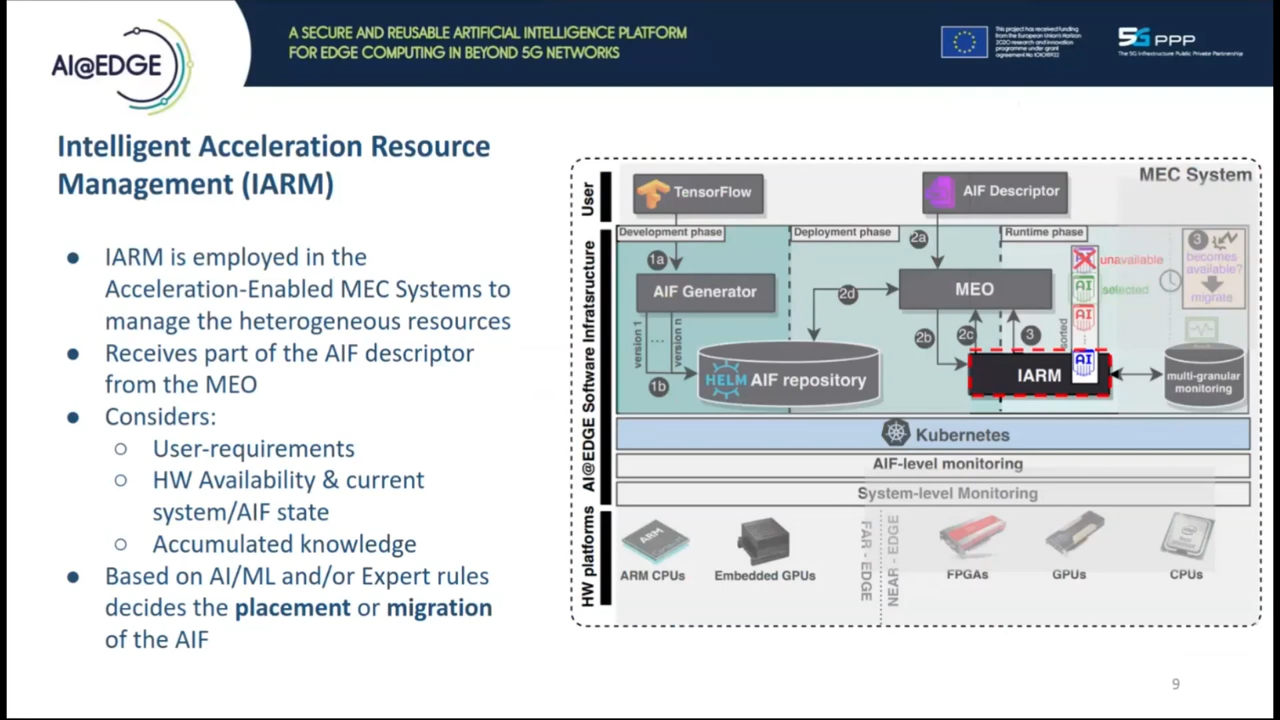 AI@EDGE
A SECURE AND REUSABLE ARTIFICIAL INTELLIGENCE PLATFORM
FOR EDGE COMPUTING IN BEYOND 5G NETWORKS
This project has received funding
from the European Union's Horizon
2020 research and innovation
programme under grant
agreement No
5G PPP
The 5G Infrastructure Public Private Partnership
Intelligent Acceleration Resource
Management (IARM)
● IARM is employed in the
Acceleration-Enabled MEC Systems to
manage the heterogeneous resources
● Receives part of the AIF descriptor
from the MEO
● Considers:
○ User-requirements
○ HW Availability & current
system/AIF state
○ Accumulated knowledge
● Based on AI/ML and/or Expert rules
decides the placement or migration
of the AIF
MEC System
User
TensorFlow
AIF Descriptor
AI@EDGE Software Infratsructure
Development phase
Deployment phase
Runtime phase
1a
2a
3
becomes
available?
migrate
unavailable
AI
selected
AI
AI
AIF Generator
MEO
2d
version 1
...
version n
2b
2c
3
1b
HELM
AIF repository
IARM
multi-granular
monitoring
Kubernetes
AIF-level monitoring
System-level Monitoring
HW platforms
ARM
ARM CPUs
Embedded GPUs
FAR - EDGE
NEAR - EDGE
FPGAs
GPUs
CPUs
9